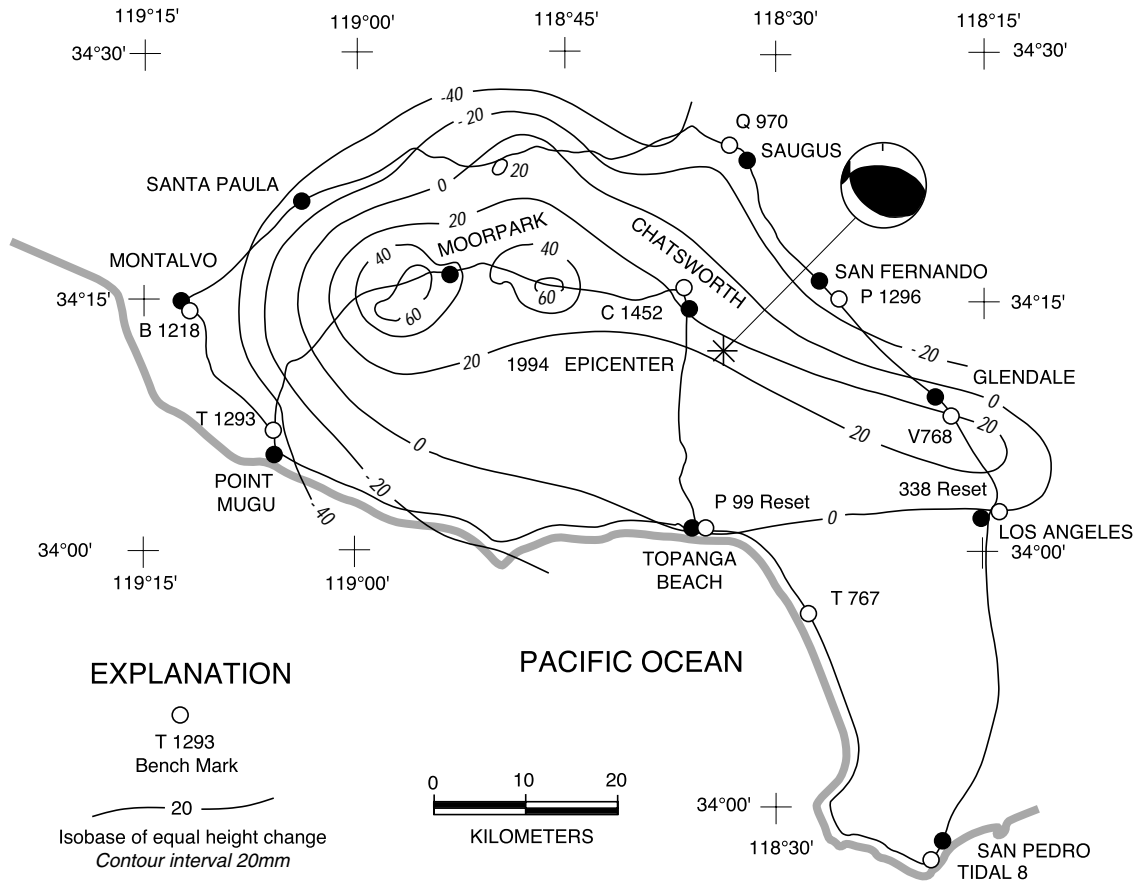 119°15'
119°00'
118°45'
118°30'
118°15'
34°30'
34°30'
-40
- 20
Q 970
SAUGUS
20
SANTA PAULA
0
20
MOORPARK
CHATSWORTH
40
40
MONTALVO
SAN FERNANDO
P 1296
34°15'
34°15'
60
60
C 1452
B 1218
- 20
20
1994 EPICENTER
GLENDALE
0
T 1293
20
20
V768
0
POINT
MUGU
- 20
- 40
338 Reset
P 99 Reset
0
LOS ANGELES
34°00'
34°00'
TOPANGA
BEACH
119°15'
119°00'
T 767
PACIFIC OCEAN
EXPLANATION
T 1293
Bench Mark
20
Isobase of equal height change
Contour interval 20mm
0
10
20
KILOMETERS
34°00'
118°30'
SAN PEDRO
TIDAL 8